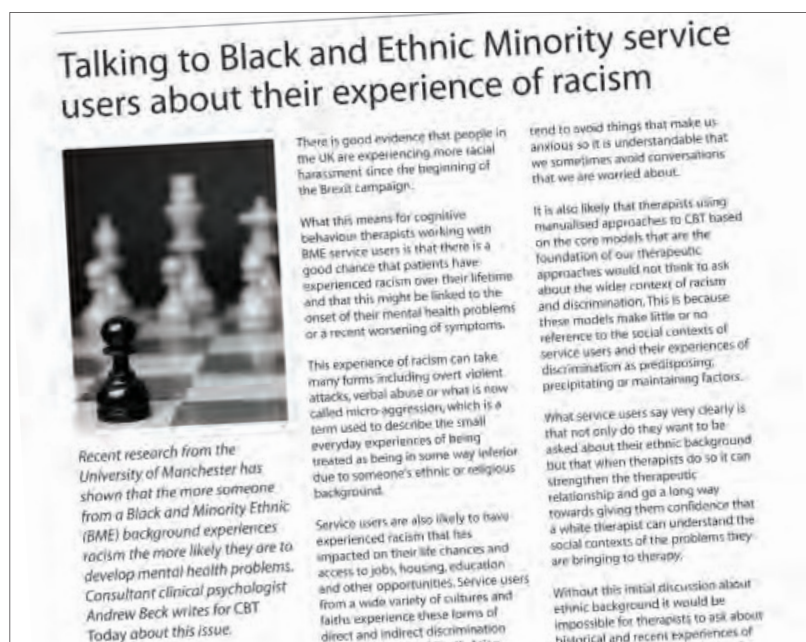 Talking to Black and Ethnic Minority service
users about their experience of racism
Recent research from the
University of Manchester has
shown that the more someone
from a Black and Minority Ethnic
(BME) background experiences
racism the more likely they are to
develop mental health problems.
Consultant clinical psychologist
Andrew Beck writes for CBT
Today about this issue.
There is good evidence that people in
the UK are experiencing more racial
harassment since the beginning of
the Brexit campaign.
What this means for cognitive
behaviour therapists working with
BME service users is that there is a
good chance that patients have
experienced racism over their lifetime
and that this might be linked to the
onset of their mental health problems
or a recent worsening of symptoms.
This experience of racism can take
many forms including overt violent
attacks, verbal abuse or what is now
called micro-aggression, which is a
term used to describe the small
everyday experiences of being
treated as being in some way inferior
due to someone's ethnic or religious
background.
Service users are also likely to have
experienced racism that has
impacted on their life chances and
access to jobs, housing, education
and other opportunities. Service users
from a wide variety of cultures and
faiths experience these forms of
direct and indirect discrimination
tend to avoid things that make us
anxious so it is understandable that
we sometimes avoid conversations
that we are worried about.
It is also likely that therapists using
manualised approaches to CBT based
on the core models that are the
foundation of our therapeutic
approaches would not think to ask
about the wider context of racism
and discrimination. This is because
these models make little or no
reference to the social contexts of
service users and their experiences of
discrimination as predisposing,
precipitating or maintaining factors.
What service users say very clearly is
that not only do they want to be
asked about their ethnic background
but that when therapists do so it can
strengthen the therapeutic
relationship and go a long way
towards giving them confidence that
a white therapist can understand the
social contexts of the problems they
are bringing to therapy.
Without this initial discussion about
ethnic background it would be
impossible for therapists to ask about
historical and recent experiences of